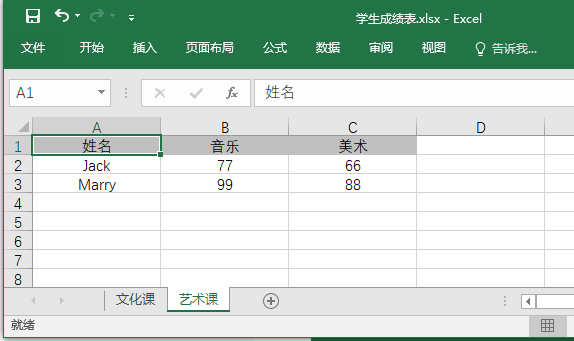 学生成绩表.xlsx - Excel
文件 开始 插入 页面布局 公式 数据 审阅 视图 告诉我...
A1 fx 姓名
A B C D
1 姓名 音乐 美术
2 Jack 77 66
3 Marry 99 88
4
5
6
7
8
文化课 艺术课
就绪